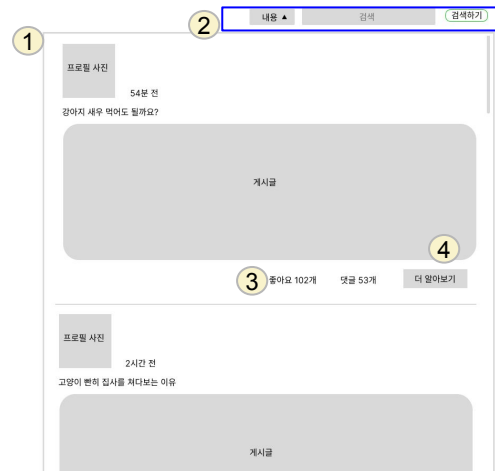 2 내용 ▲ 검색 검색하기
1
프로필 사진
54분 전
강아지 새우 먹어도 될까요?
게시글
4
3 좋아요 102개 댓글 53개 더 알아보기
프로필 사진
2시간 전
고양이 빤히 집사를 쳐다보는 이유
게시글